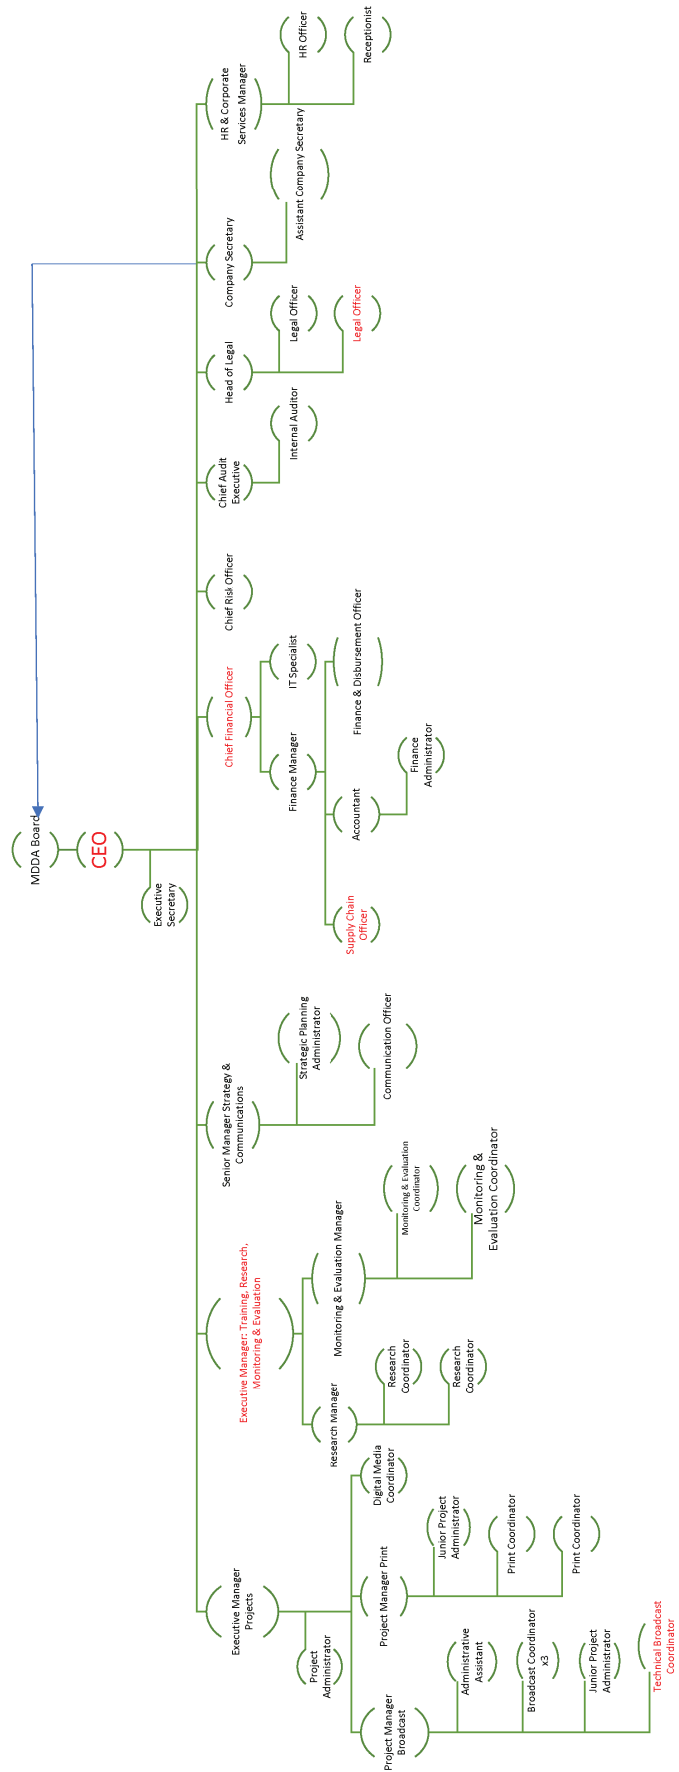 MDDA Board
CEO
Executive
Secretary
Executive Manager
Projects
Project
Administrator
Project Manager
Broadcast
Administrative
Assistant
Broadcast Coordinator
x3
Junior Project
Administrator
Technical Broadcast
Coordinator
Project Manager Print
Junior Project
Administrator
Print Coordinator
Print Coordinator
Digital Media
Coordinator
Executive Manager: Training, Research,
Monitoring & Evaluation
Research Manager
Research
Coordinator
Research
Coordinator
Monitoring & Evaluation Manager
Monitoring & Evaluation
Coordinator
Monitoring &
Evaluation Coordinator
Senior Manager Strategy &
Communications
Strategic Planning
Administrator
Communication Officer
Chief Financial Officer
Finance Manager
Supply Chain
Officer
Accountant
Finance
Administrator
Finance & Disbursement Officer
IT Specialist
Chief Risk Officer
Chief Audit
Executive
Internal Auditor
Head of Legal
Legal Officer
Legal Officer
Company Secretary
Assistant Company Secretary
HR & Corporate
Services Manager
HR Officer
Receptionist